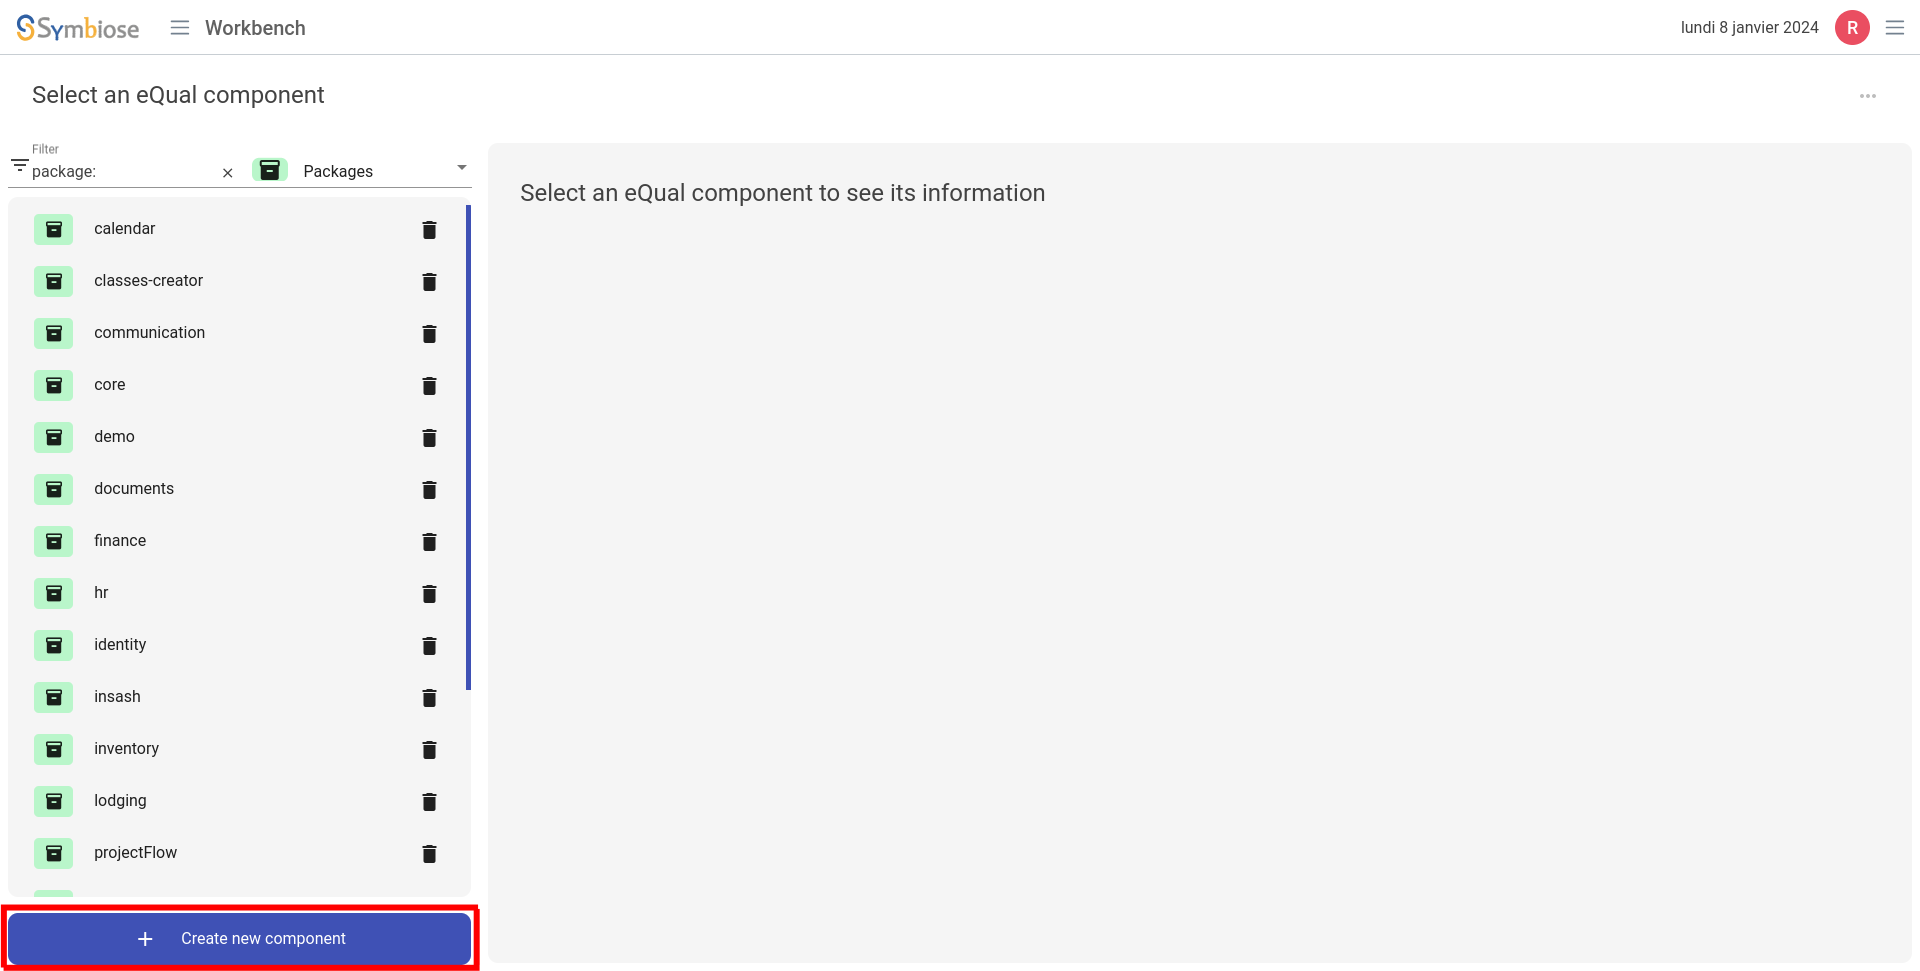 Symbiose
Workbench
lundi 8 janvier 2024
R
Select an eQual component
Filter
package:
Packages
Select an eQual component to see its information
calendar
classes-creator
communication
core
demo
documents
finance
hr
identity
insash
inventory
lodging
projectFlow
Create new component